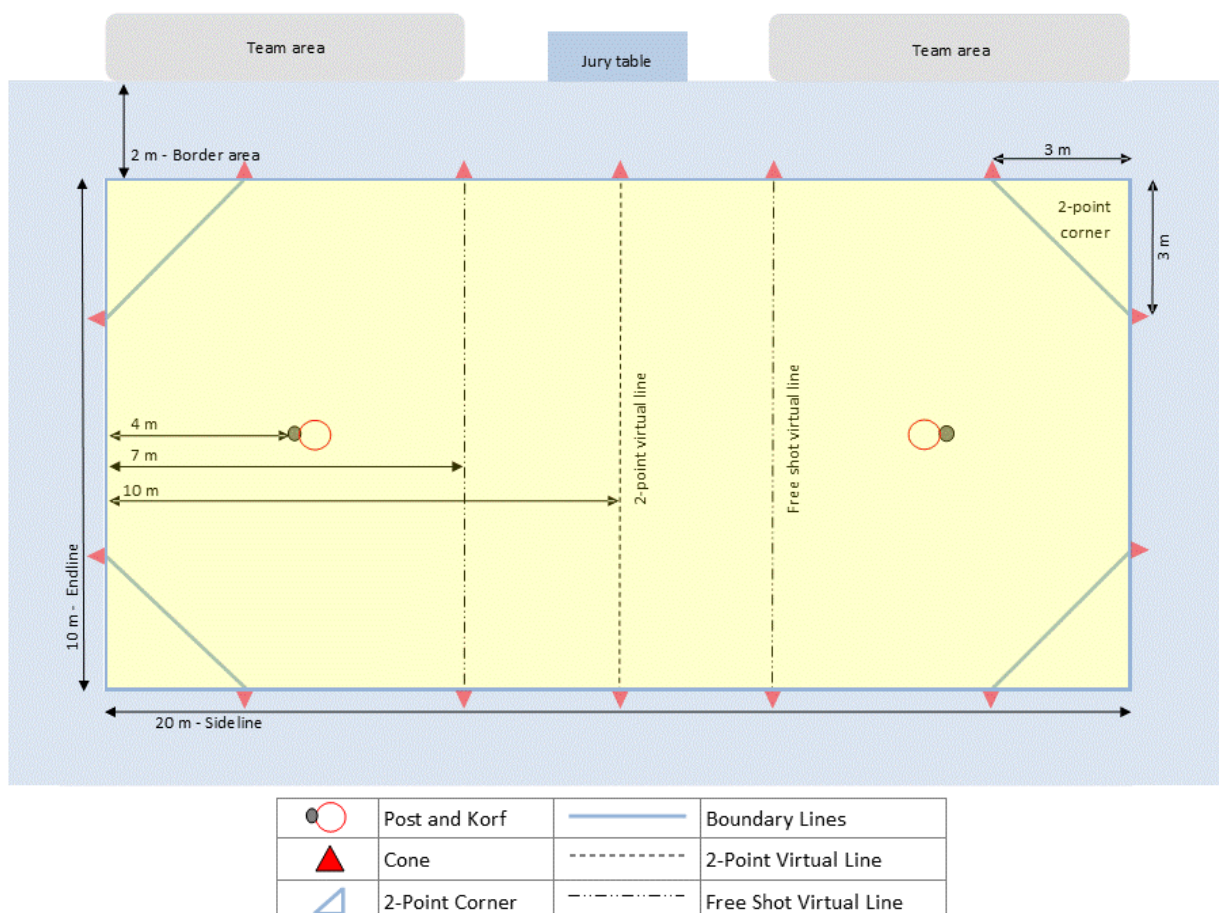 Team area
Jury table
Team area
2 m - Border area
3 m
2-point
corner
3 m
4 m
7 m
10 m
2-point virtual line
Free shot virtual line
10 m - Endline
20 m - Sideline
Post and Korf
Boundary Lines
Cone
2-Point Virtual Line
2-Point Corner
Free Shot Virtual Line